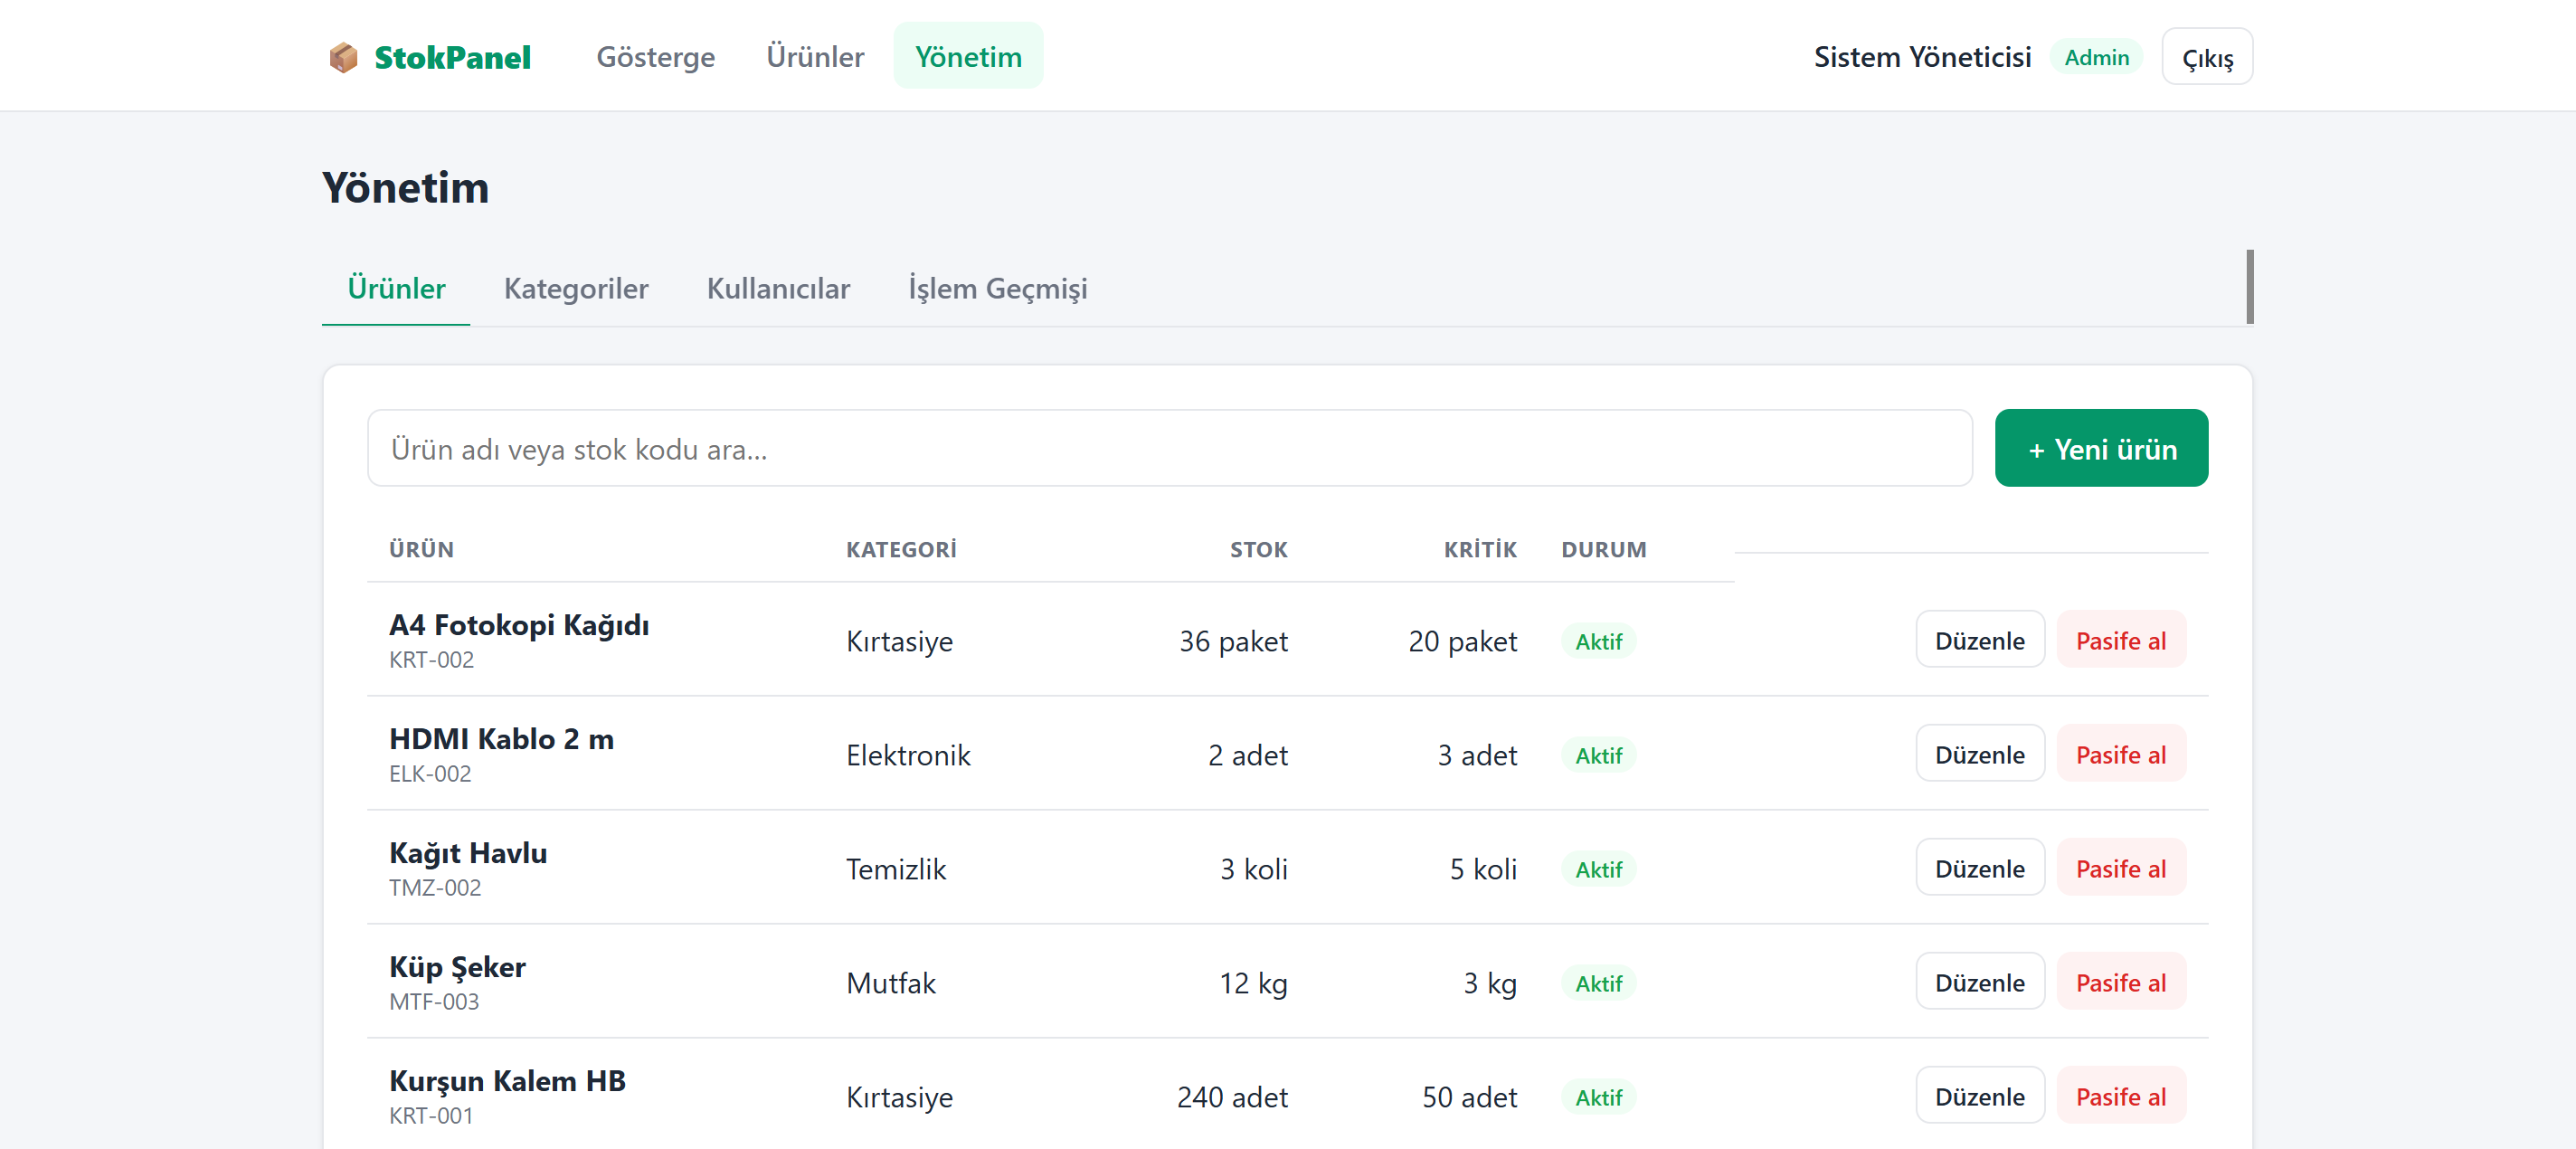 StokPanel Gösterge Ürünler Yönetim Sistem Yöneticisi Admin Çıkış
Yönetim
Ürünler Kategoriler Kullanıcılar İşlem Geçmişi
Ürün adı veya stok kodu ara... + Yeni ürün
ÜRÜN KATEGORİ STOK KRİTİK DURUM
A4 Fotokopi Kağıdı
KRT-002
Kırtasiye 36 paket 20 paket Aktif Düzenle Pasife al
HDMI Kablo 2 m
ELK-002
Elektronik 2 adet 3 adet Aktif Düzenle Pasife al
Kağıt Havlu
TMZ-002
Temizlik 3 koli 5 koli Aktif Düzenle Pasife al
Küp Şeker
MTF-003
Mutfak 12 kg 3 kg Aktif Düzenle Pasife al
Kurşun Kalem HB
KRT-001
Kırtasiye 240 adet 50 adet Aktif Düzenle Pasife al